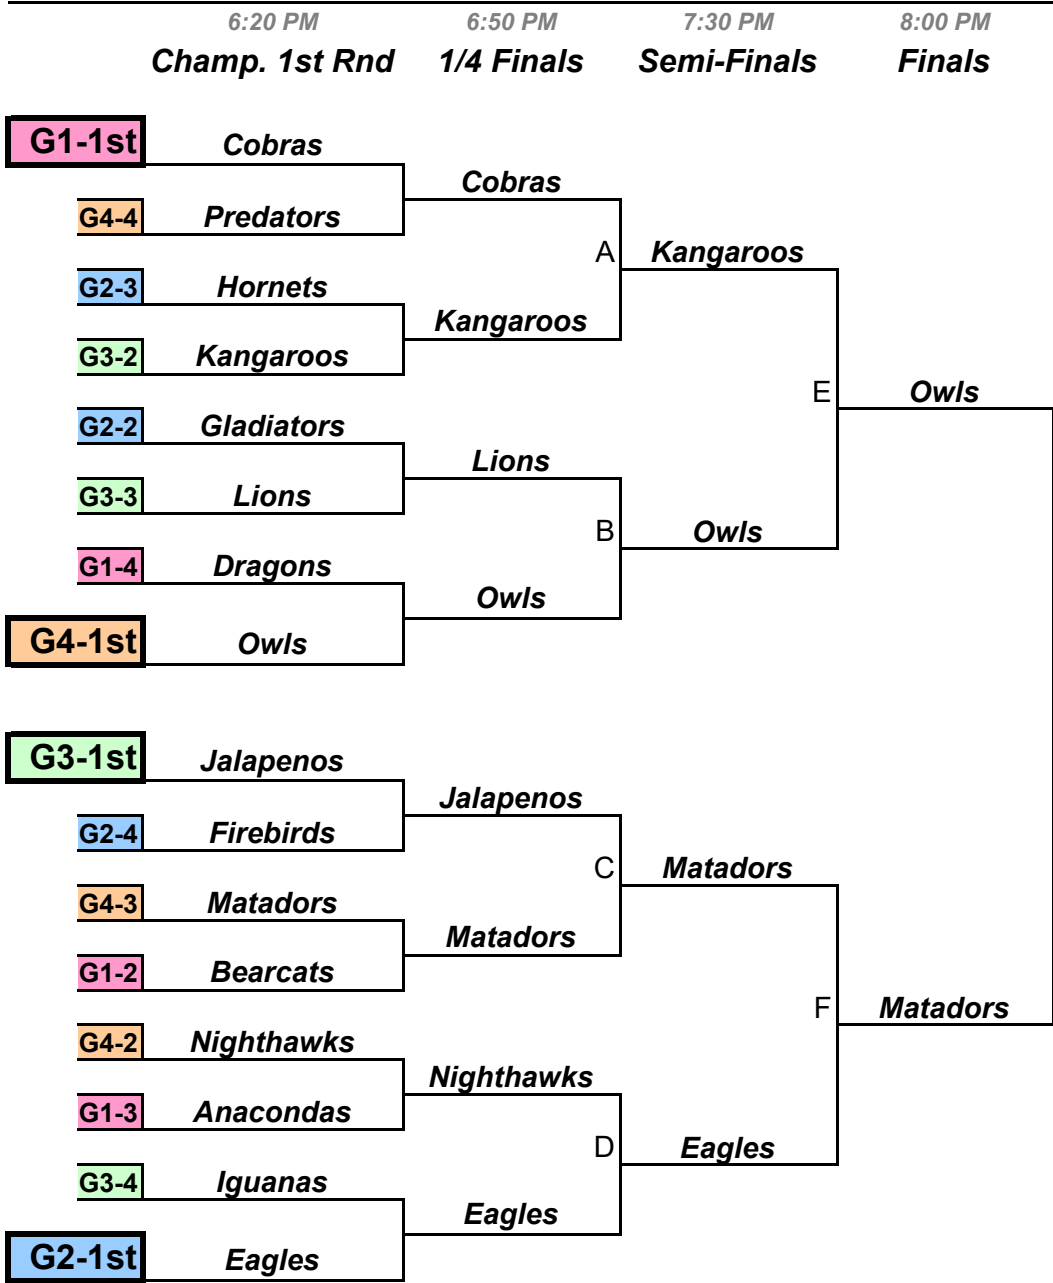 6:20 PM 6:50 PM 7:30 PM 8:00 PM
Champ. 1st Rnd 1/4 Finals Semi-Finals Finals
G1-1st Cobras
Cobras
G4-4 Predators
A Kangaroos
G2-3 Hornets
Kangaroos
G3-2 Kangaroos
E Owls
G2-2 Gladiators
Lions
G3-3 Lions
B Owls
G1-4 Dragons
Owls
G4-1st Owls
G3-1st Jalapenos
Jalapenos
G2-4 Firebirds
C Matadors
G4-3 Matadors
Matadors
G1-2 Bearcats
F Matadors
G4-2 Nighthawks
Nighthawks
G1-3 Anacondas
D Eagles
G3-4 Iguanas
Eagles
G2-1st Eagles